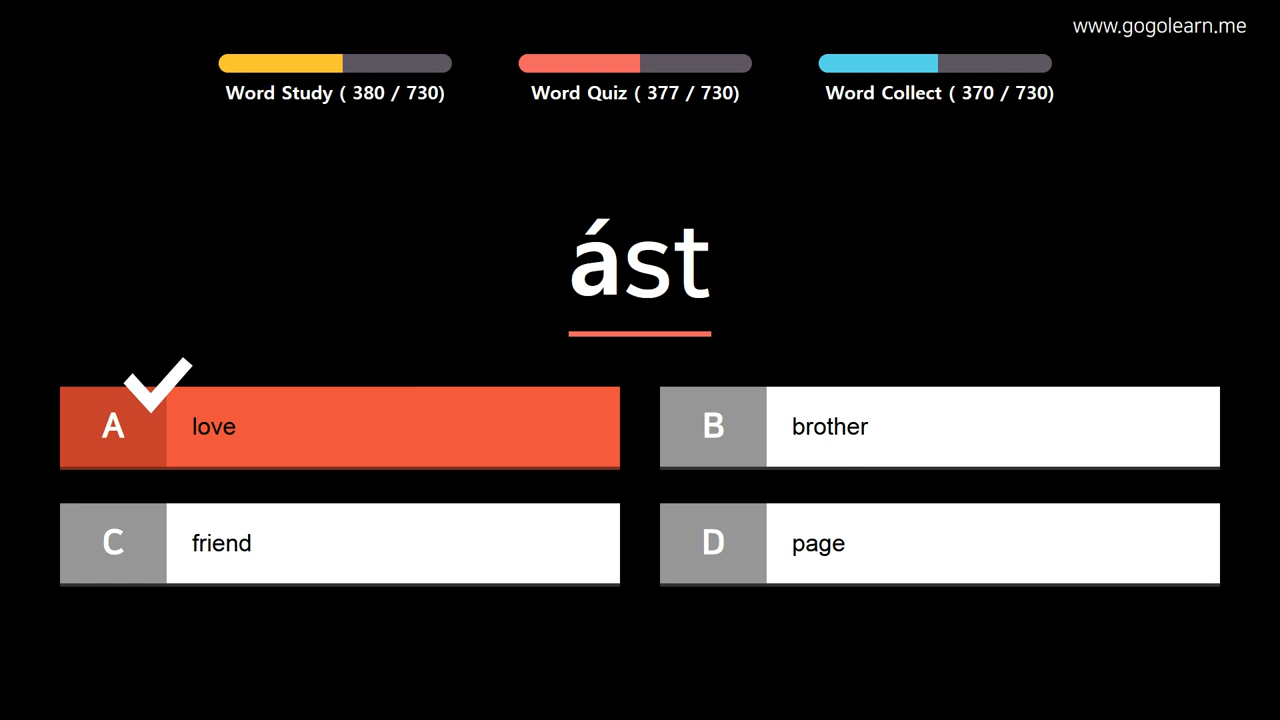 www.gogolearn.me
Word Study ( 380 / 730)
Word Quiz ( 377 / 730)
Word Collect ( 370 / 730)
ást
A love
B brother
C friend
D page